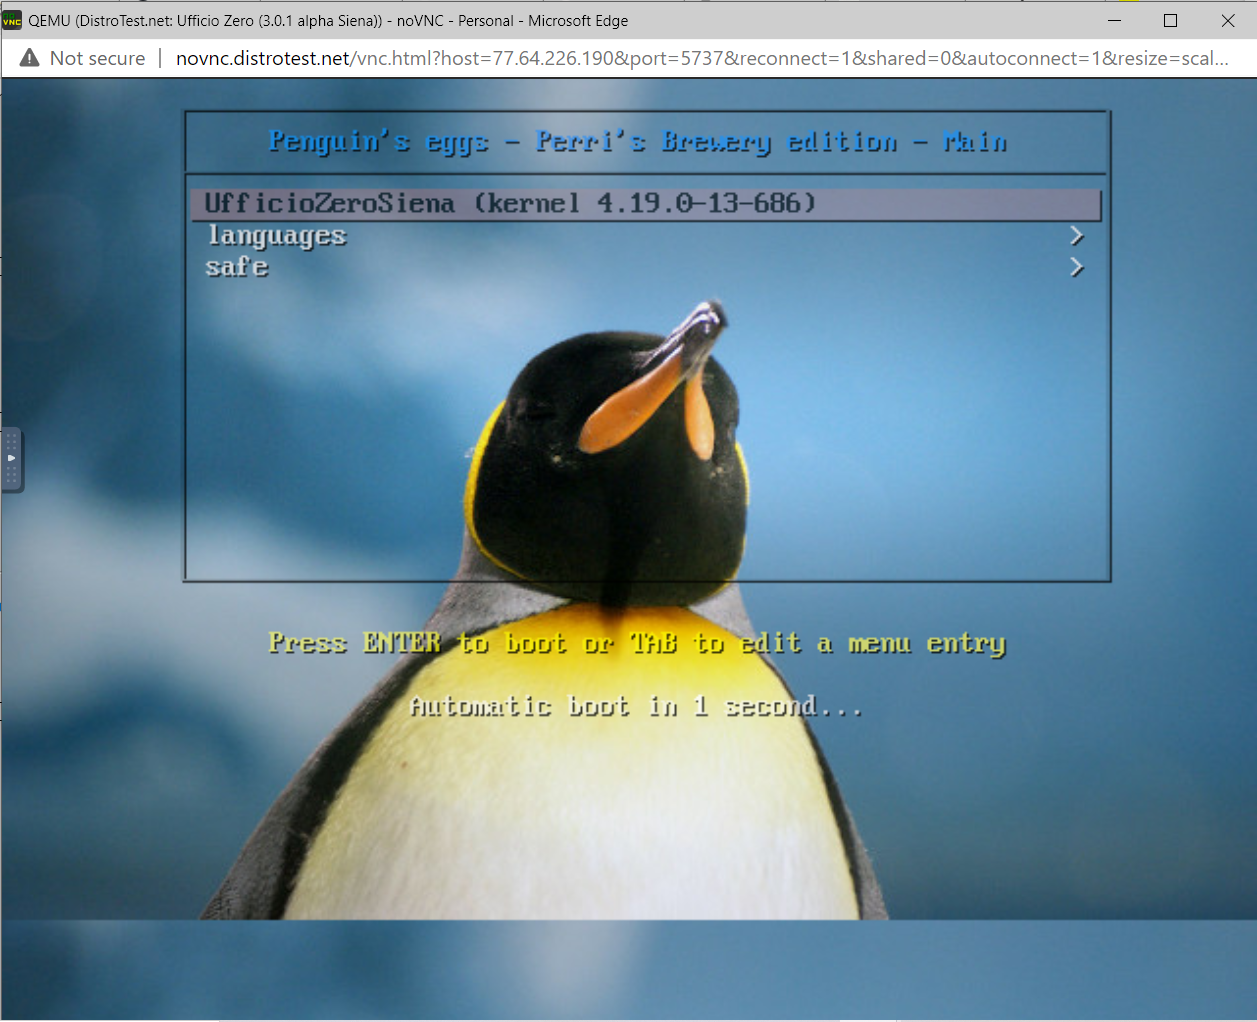 QEMU (DistroTest.net: Ufficio Zero (3.0.1 alpha Siena)) - noVNC - Personal - Microsoft Edge
Not secure | novnc.distrotest.net/vnc.html?host=77.64.226.190&port=5737&reconnect=1&shared=0&autoconnect=1&resize=scal...
Penguin's eggs - Perri's Brewery edition - Main
UfficioZeroSiena (kernel 4.19.0-13-686)
languages >
safe >
Press ENTER to boot or TAB to edit a menu entry
Automatic boot in 1 second...